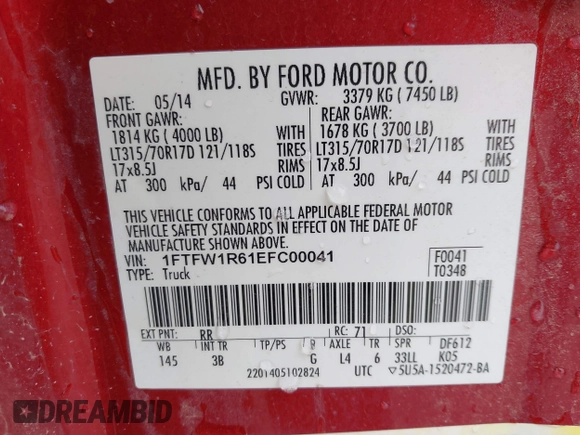 MFD. BY FORD MOTOR CO.
DATE: 05/14 GVWR: 3379 KG ( 7450 LB)
FRONT GAWR: REAR GAWR:
1814 KG ( 4000 LB) WITH 1678 KG ( 3700 LB) WITH
LT315/70R17D 121/118S TIRES LT315/70R17D 121/118S TIRES
17x8.5J RIMS 17x8.5J RIMS
AT 300 kPa/ 44 PSI COLD AT 300 kPa/ 44 PSI COLD
THIS VEHICLE CONFORMS TO ALL APPLICABLE FEDERAL MOTOR
VEHICLE SAFETY STANDARDS IN EFFECT ON THE DATE OF
MANUFACTURE SHOWN ABOVE.
VIN: 1FTFW1R61EFC00041 F0041
TYPE: Truck T0348
EXT PNT: RR RC: 71 DSO:
WB INT TR TP/PS R AXLE TR SPR DF612
145 3B G L4 6 33LL K05
2201405102824 UTC ▽5U5A-1520472-BA
DREAMBID